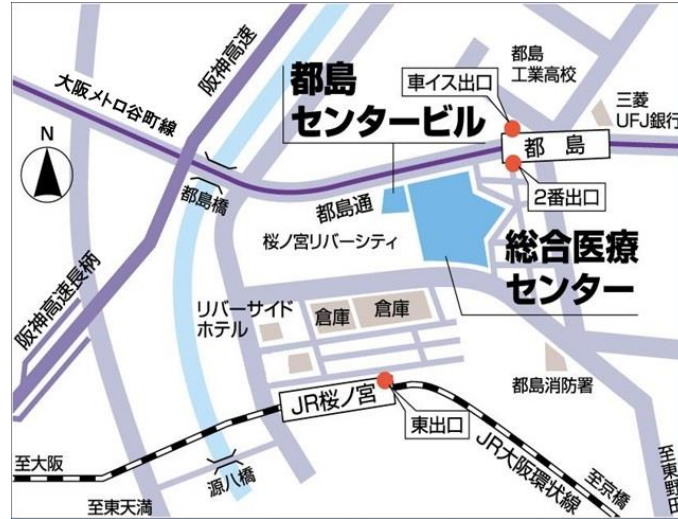 阪神高速
大阪メトロ谷町線
都島
センタービル
車イス出口
都島
工業高校
三菱
UFJ銀行
都島
N
2番出口
都島橋
都島通
桜ノ宮リバーシティ
総合医療
センター
阪神高速長柄
リバーサイド
ホテル
倉庫
倉庫
都島消防署
JR桜ノ宮
東出口
JR大阪環状線
至大阪
至京橋
至東野田
源八橋
至東天満